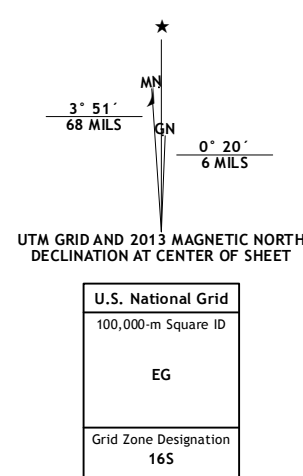 ★
MN
3° 51´
68 MILS
GN
0° 20´
6 MILS
UTM GRID AND 2013 MAGNETIC NORTH
DECLINATION AT CENTER OF SHEET
U.S. National Grid
100,000-m Square ID
EG
Grid Zone Designation
16S